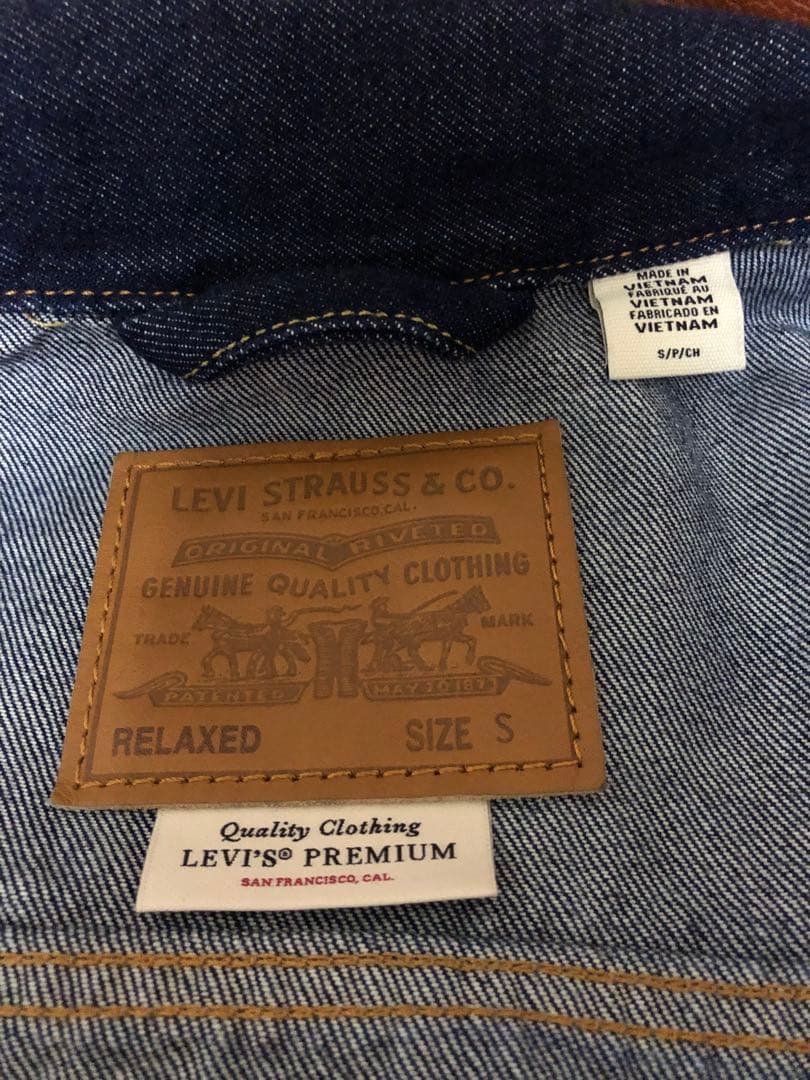 MADE IN
VIETNAM
FABRIQUÉ AU
VIETNAM
FABRICADO EN
VIETNAM
S/P/CH
LEVI STRAUSS & CO.
SAN FRANCISCO, CAL.
ORIGINAL RIVETED
GENUINE QUALITY CLOTHING
TRADE MARK
PATENTED MAY 20 1873
RELAXED SIZE S
Quality Clothing
LEVI'S® PREMIUM
SAN FRANCISCO, CAL.